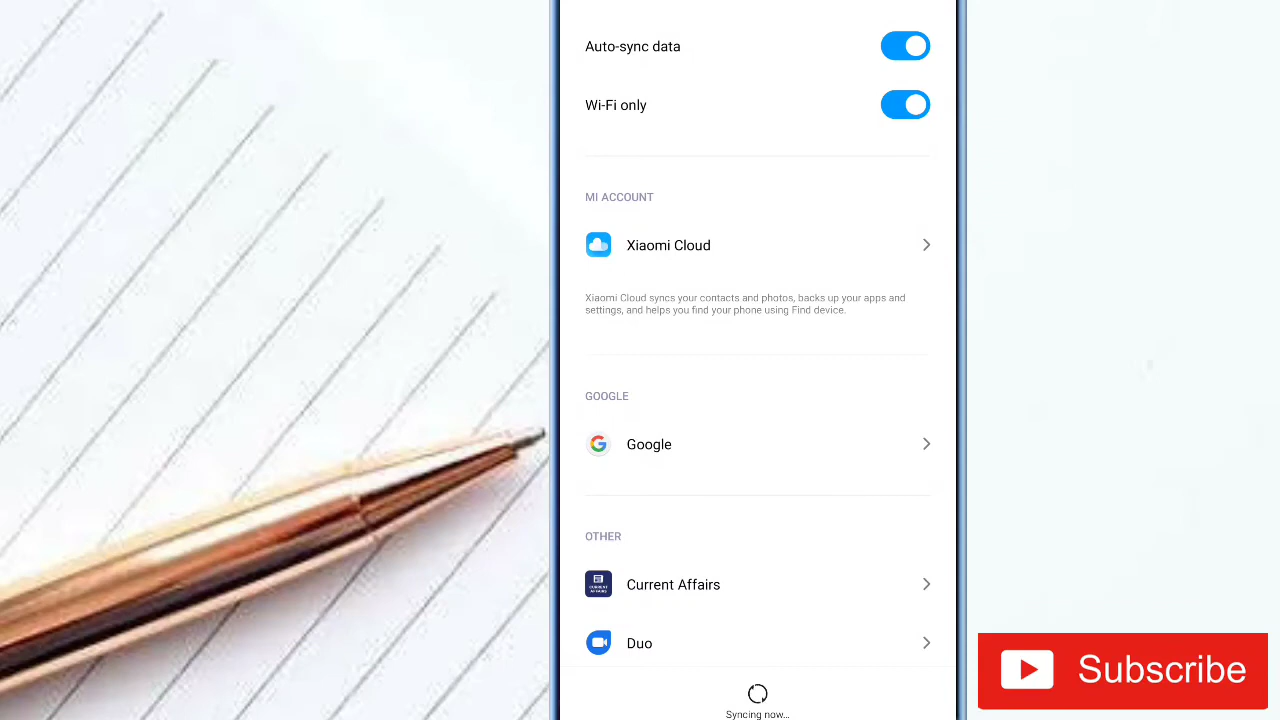 Auto-sync data
Wi-Fi only
MI ACCOUNT
Xiaomi Cloud
Xiaomi Cloud syncs your contacts and photos, backs up your apps and
settings, and helps you find your phone using Find device.
GOOGLE
Google
OTHER
CURRENT
AFFAIRS
Current Affairs
Duo
Syncing now...
Subscribe